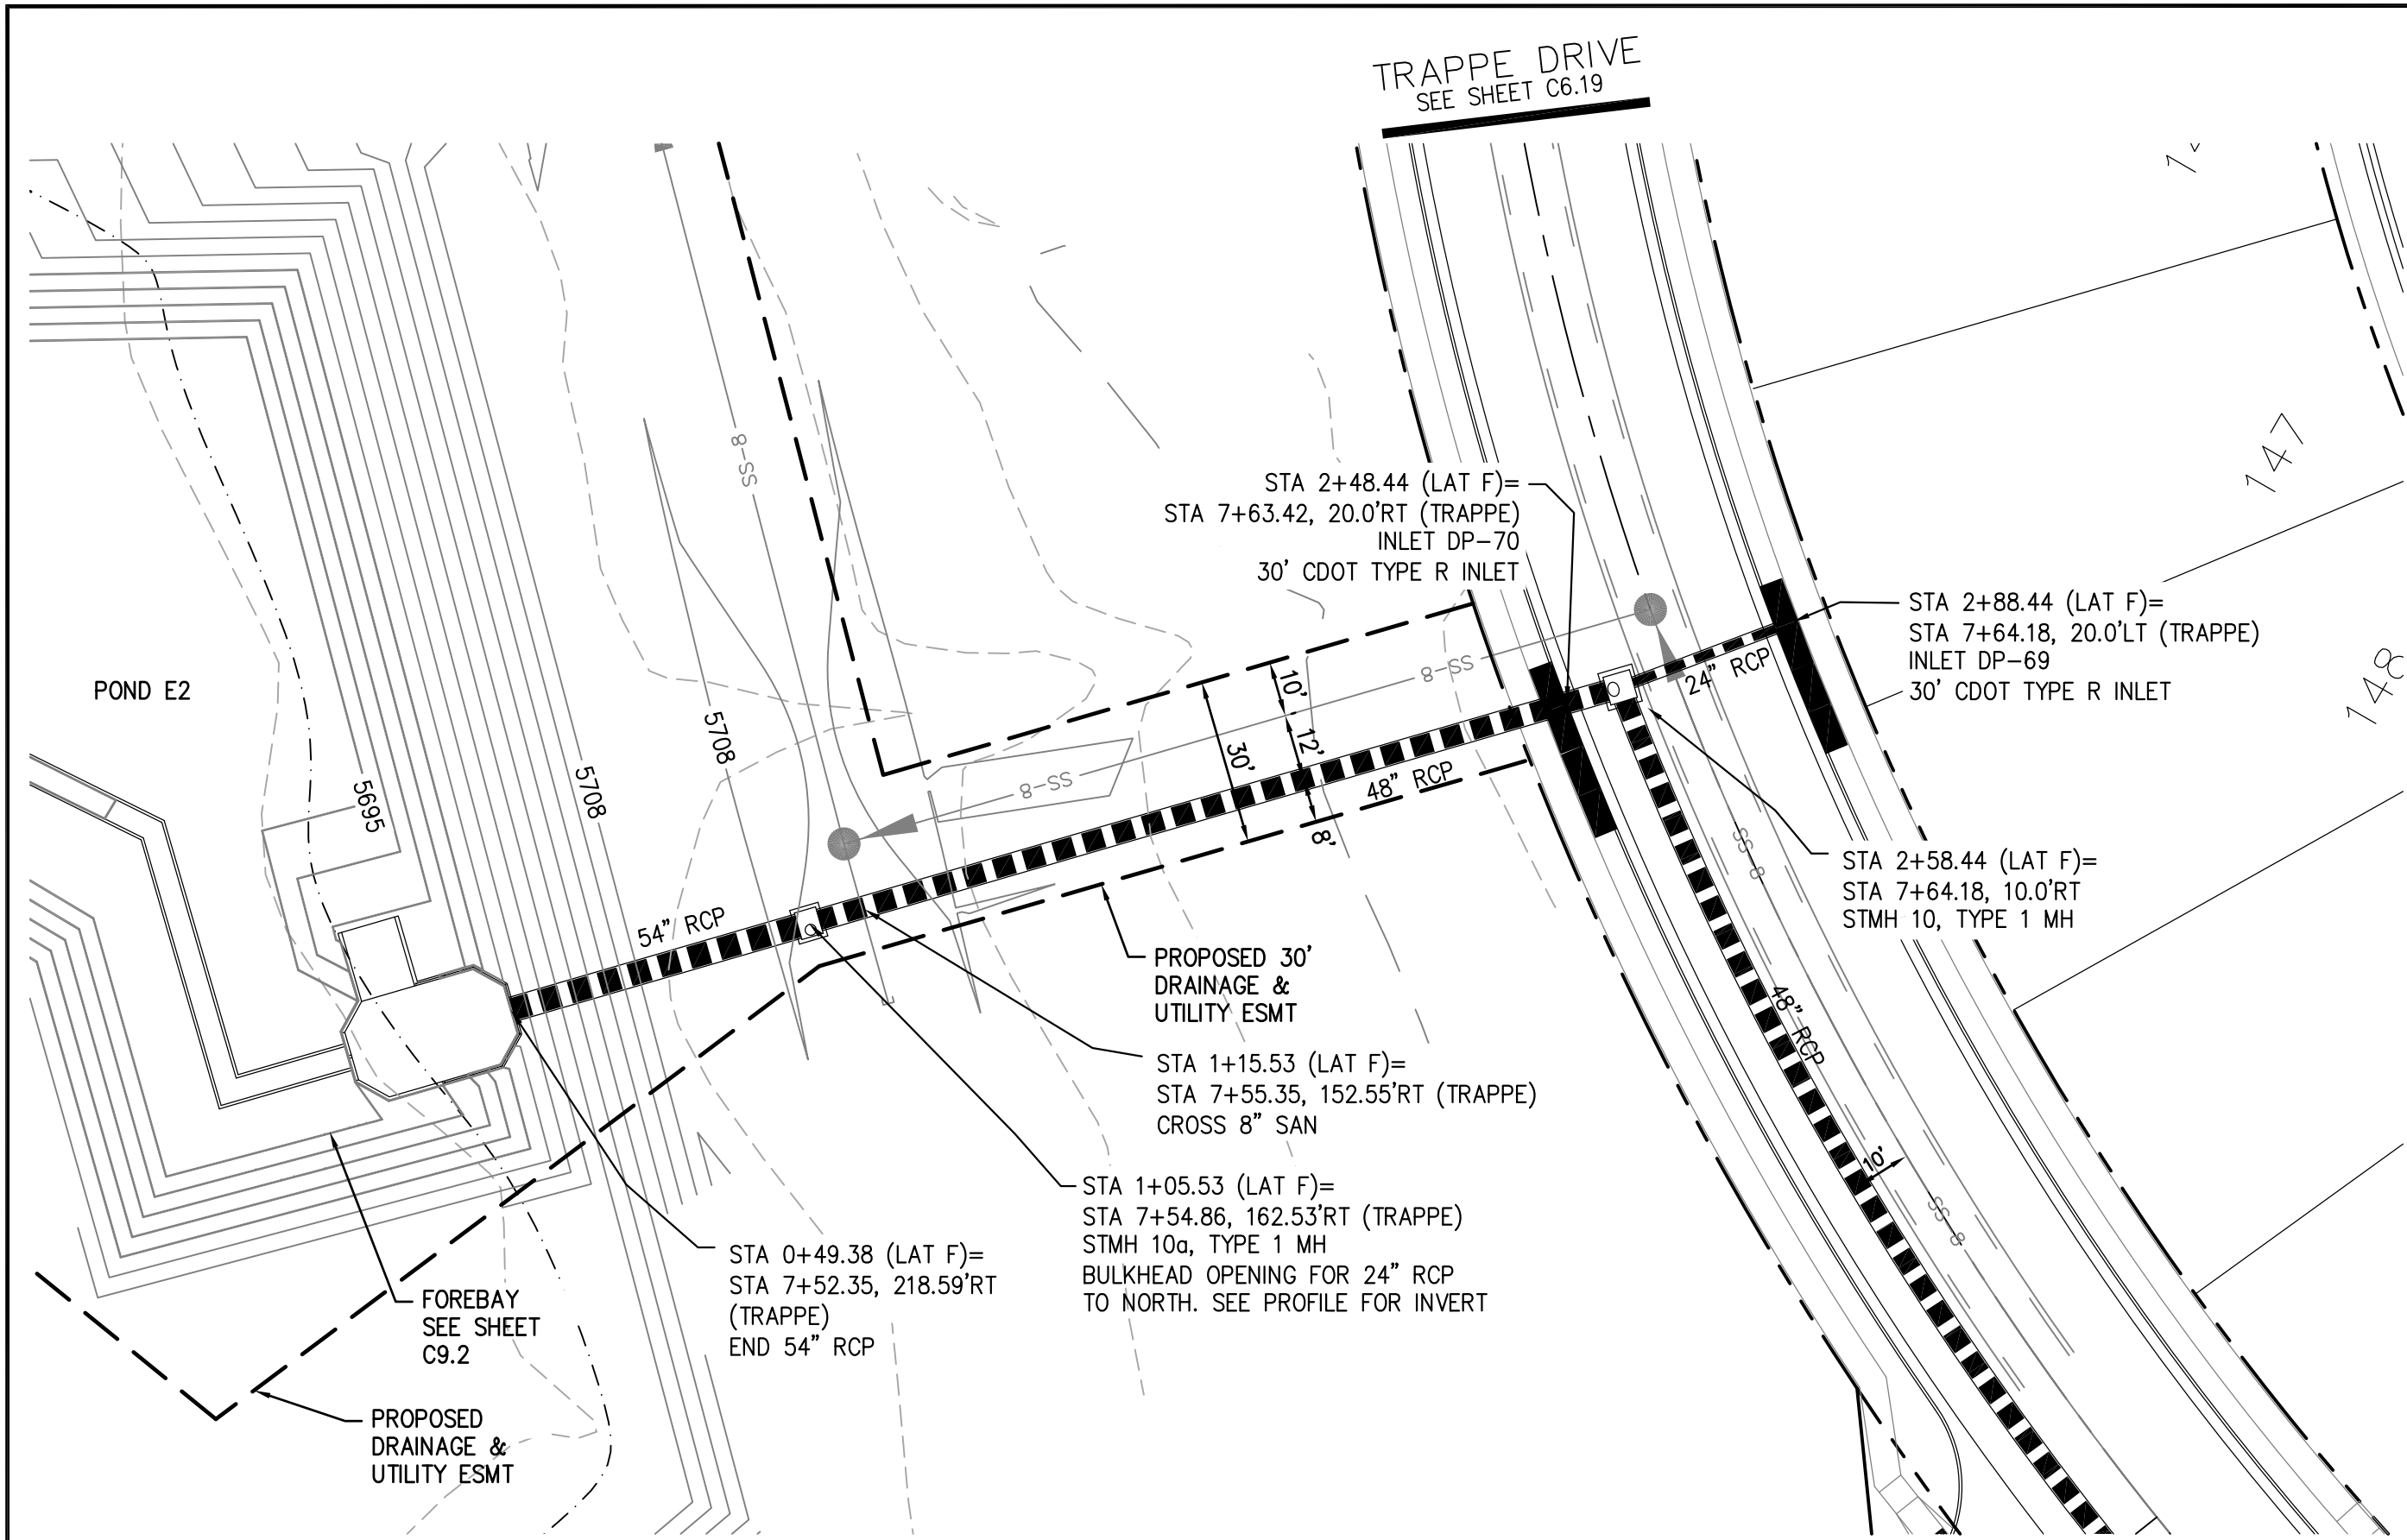 TRAPPE DRIVE
SEE SHEET C6.19
147
148
STA 2+48.44 (LAT F)=
STA 7+63.42, 20.0'RT (TRAPPE)
INLET DP-70
30' CDOT TYPE R INLET
STA 2+88.44 (LAT F)=
STA 7+64.18, 20.0'LT (TRAPPE)
INLET DP-69
30' CDOT TYPE R INLET
8-SS
POND E2
5695
5708
5708
8-SS
8-SS
10'
12'
30'
8'
24" RCP
48" RCP
54" RCP
STA 2+58.44 (LAT F)=
STA 7+64.18, 10.0'RT
STMH 10, TYPE 1 MH
SS-8
48" RCP
10'
SS-8
PROPOSED 30'
DRAINAGE &
UTILITY ESMT
STA 1+15.53 (LAT F)=
STA 7+55.35, 152.55'RT (TRAPPE)
CROSS 8" SAN
STA 1+05.53 (LAT F)=
STA 7+54.86, 162.53'RT (TRAPPE)
STMH 10a, TYPE 1 MH
BULKHEAD OPENING FOR 24" RCP
TO NORTH. SEE PROFILE FOR INVERT
STA 0+49.38 (LAT F)=
STA 7+52.35, 218.59'RT
(TRAPPE)
END 54" RCP
FOREBAY
SEE SHEET
C9.2
PROPOSED
DRAINAGE &
UTILITY ESMT